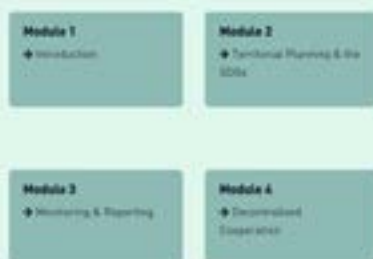 Module 1
→ Introduction
Module 2
→ Territorial Planning & the
SDGs
Module 3
→ Monitoring & Reporting
Module 4
→ Decentralised
Cooperation